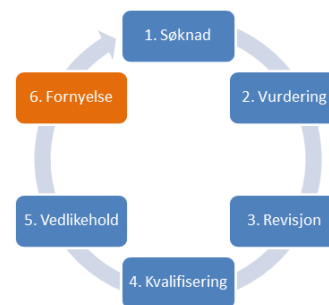 1. Søknad
2. Vurdering
3. Revisjon
4. Kvalifisering
5. Vedlikehold
6. Fornyelse